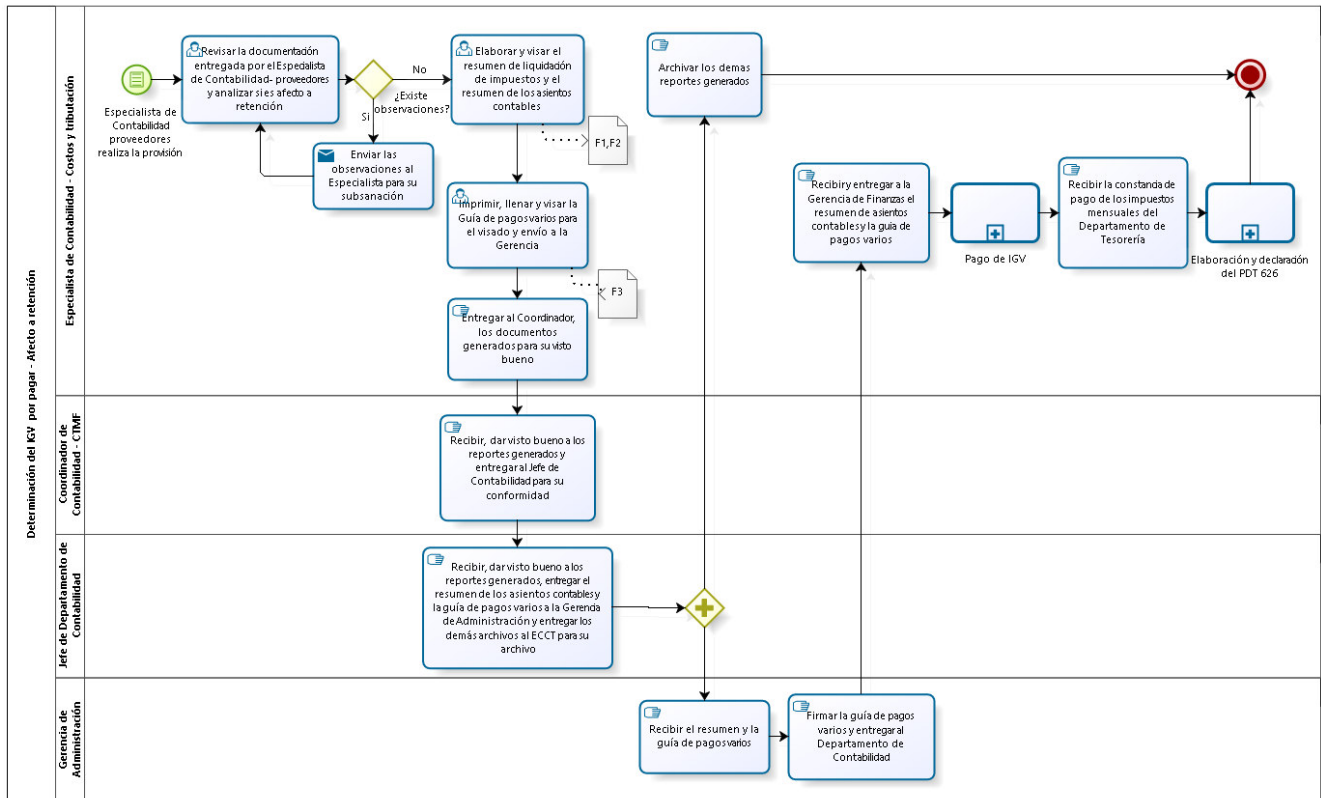 Determinación del IGV por pagar - Afecto a retención
Especialista de Contabilidad - Costos y tributación
Especialista de
Contabilidad
proveedores
realiza la provisión
Revisar la documentación
entregada por el Especialista
de Contabilidad- proveedores
y analizar si es afecto a
retención
¿Existe
observaciones?
No
Si
Enviar las
observaciones al
Especialista para su
subsanación
Elaborar y visar el
resumen de liquidación
de impuestos y el
resumen de los asientos
contables
F1,F2
Imprimir, llenar y visar la
Guía de pagos varios para
el visado y envío a la
Gerencia
F3
Entregar al Coordinador,
los documentos
generados para su visto
bueno
Archivar los demas
reportes generados
Recibir y entregar a la
Gerencia de Finanzas el
resumen de asientos
contables y la guia de
pagos varios
Pago de IGV
Recibir la constancia de
pago de los impuestos
mensuales del
Departamento de
Tesorería
Elaboración y declaración
del PDT 626
Coordinador de
Contabilidad - CTMF
Recibir, dar visto bueno a los
reportes generados y
entregar al Jefe de
Contabilidad para su
conformidad
Jefe de Departamento de
Contabilidad
Recibir, dar visto bueno a los
reportes generados, entregar el
resumen de los asientos contables y
la guía de pagos varios a la Gerencia
de Administración y entregar los
demás archivos al ECCT para su
archivo
Gerencia de
Administración
Recibir el resumen y la
guía de pagos varios
Firmar la guía de pagos
varios y entregar al
Departamento de
Contabilidad